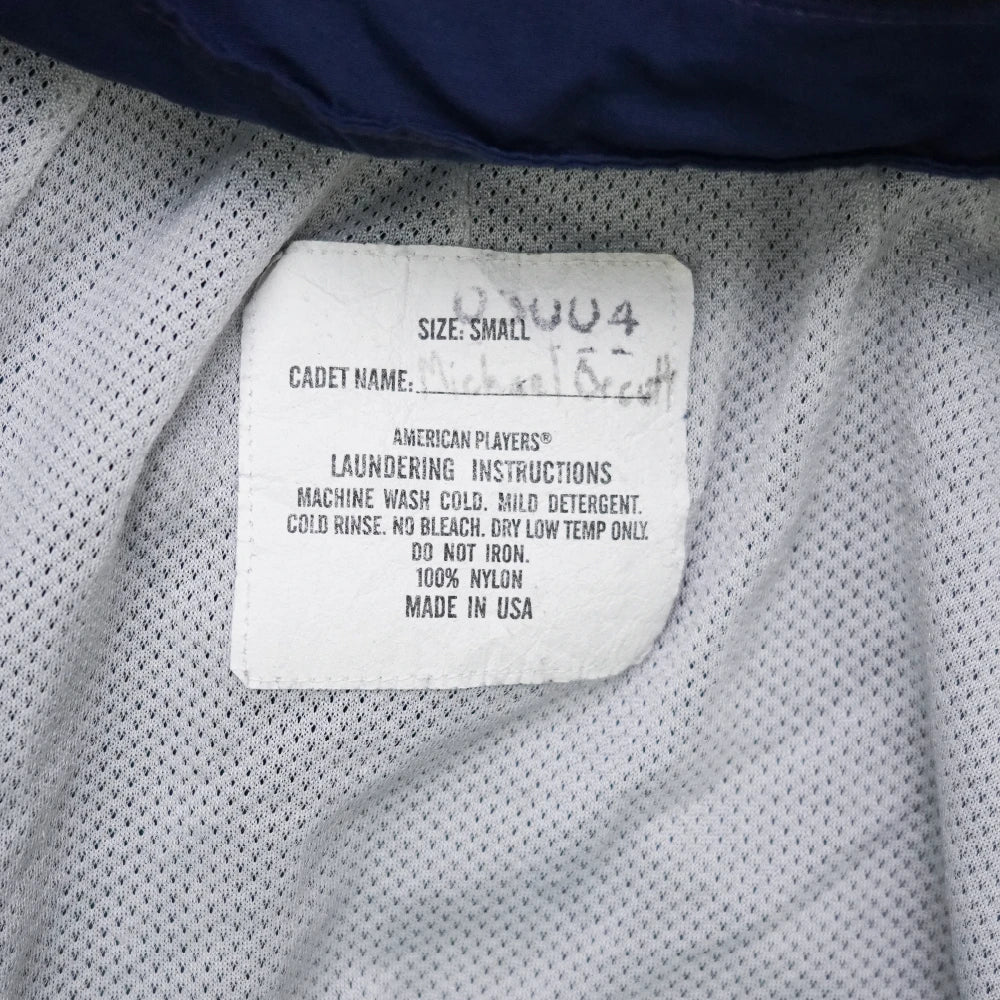 SIZE: SMALL
CADET NAME: Michael
AMERICAN PLAYERS®
LAUNDERING INSTRUCTIONS
MACHINE WASH COLD. MILD DETERGENT.
COLD RINSE. NO BLEACH. DRY LOW TEMP ONLY.
DO NOT IRON.
100% NYLON
MADE IN USA